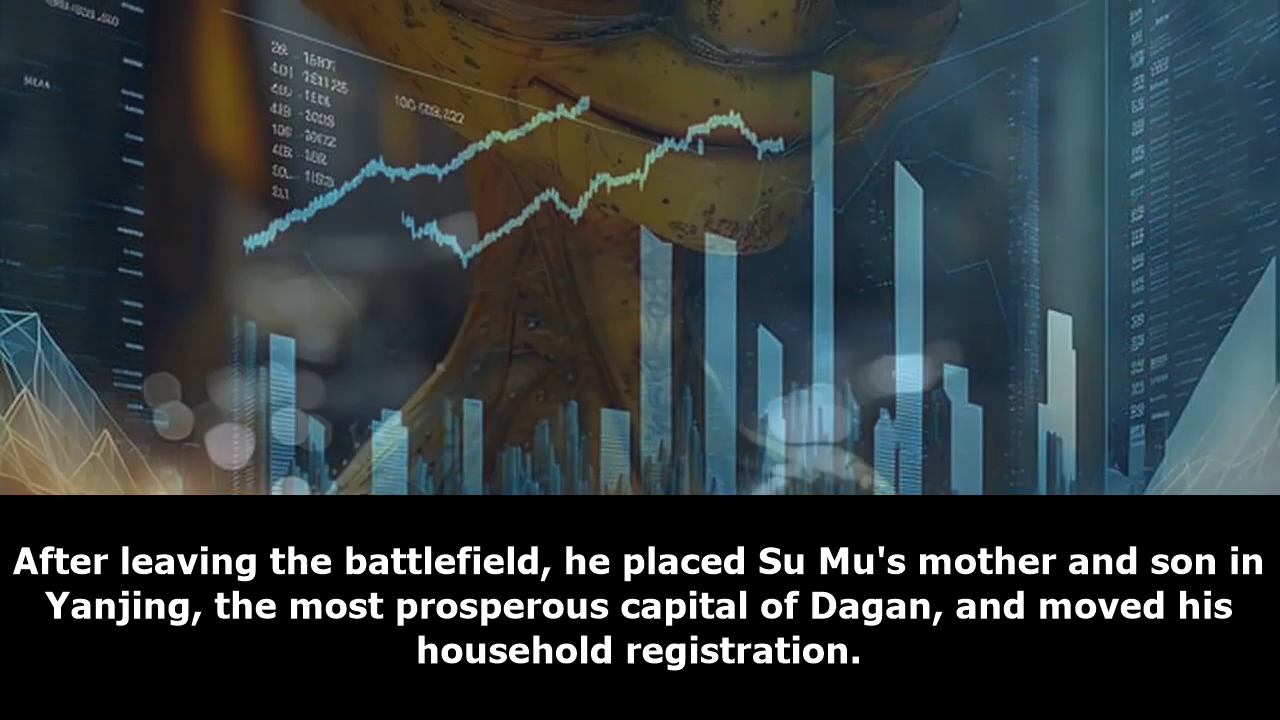 After leaving the battlefield, he placed Su Mu's mother and son in
Yanjing, the most prosperous capital of Dagan, and moved his
household registration.